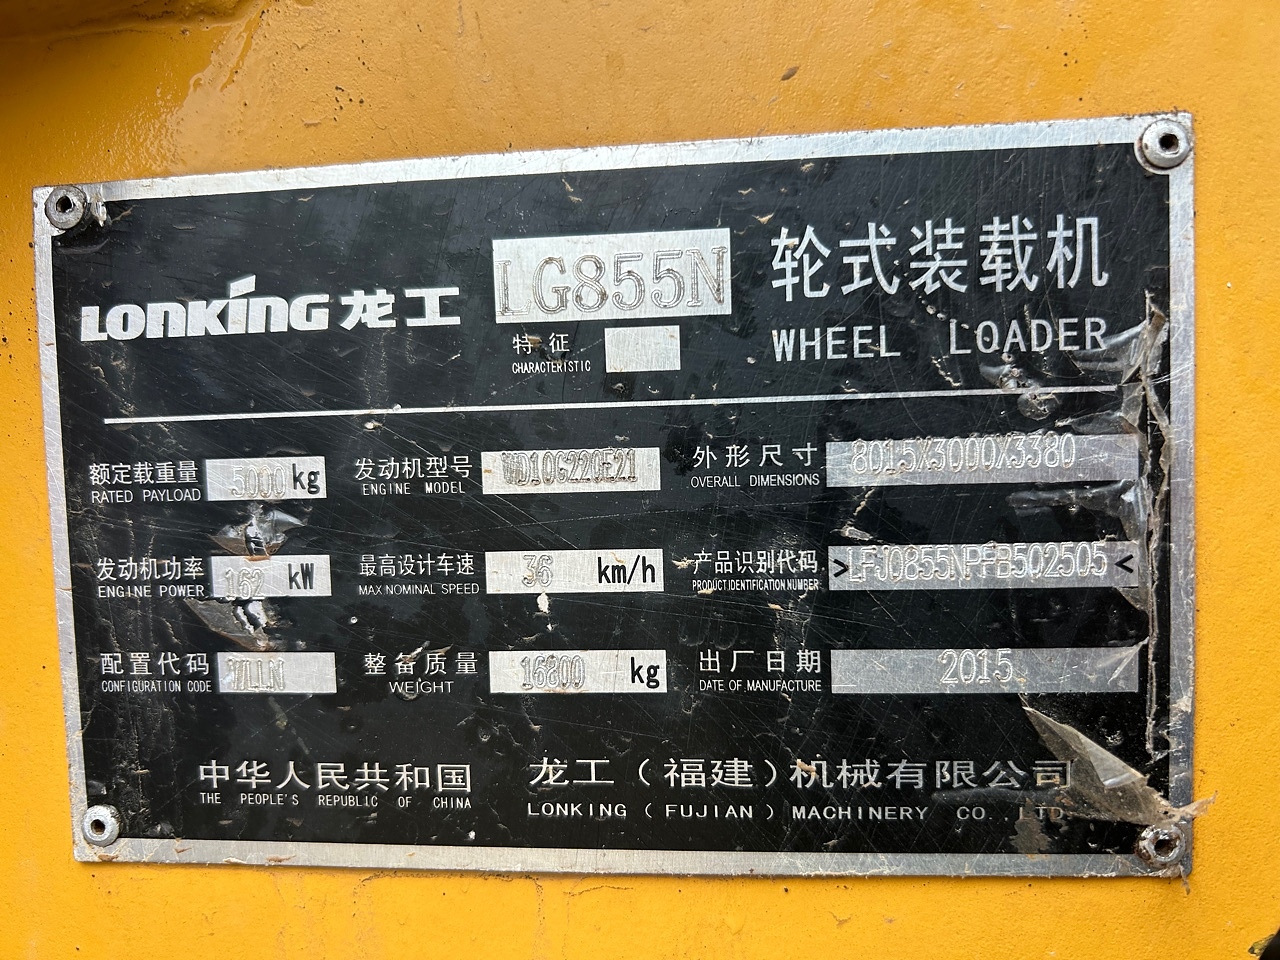 LONKING 龙工 LG855N 轮式装载机
特征
CHARACTERISTIC
WHEEL LOADER
额定载重量 5000 kg 发动机型号 WD10G220E21 外形尺寸 8015X3000X3380
RATED PAYLOAD ENGINE MODEL OVERALL DIMENSIONS
发动机功率 162 kW 最高设计车速 36 km/h 产品识别代码 >LFJ0855NPFB502505<
ENGINE POWER MAX NOMINAL SPEED PRODUCT IDENTIFICATION NUMBER
配置代码 整备质量 16800 kg 出厂日期 2015
CONFIGURATION CODE WEIGHT DATE OF MANUFACTURE
中华人民共和国 龙工（福建）机械有限公司
THE PEOPLE'S REPUBLIC OF CHINA LONKING (FUJIAN) MACHINERY CO.,LTD.